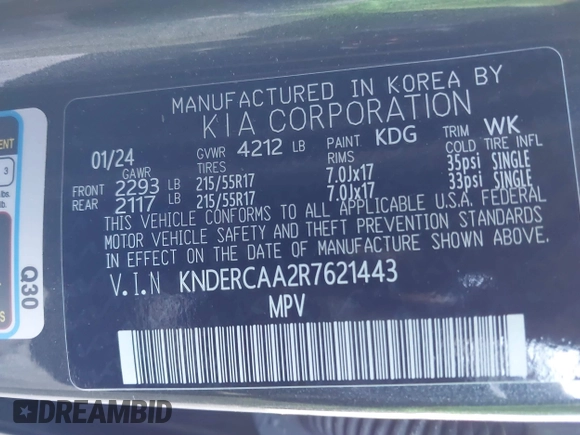 MANUFACTURED IN KOREA BY
KIA CORPORATION
01/24 GVWR 4212 LB PAINT KDG TRIM WK
GAWR TIRES RIMS COLD TIRE INFL
FRONT 2293 LB 215/55R17 7.0Jx17 35psi SINGLE
REAR 2117 LB 215/55R17 7.0Jx17 33psi SINGLE
THIS VEHICLE CONFORMS TO ALL APPLICABLE U.S.A. FEDERAL
MOTOR VEHICLE SAFETY AND THEFT PREVENTION STANDARDS
IN EFFECT ON THE DATE OF MANUFACTURE SHOWN ABOVE.
V.I.N KNDERCAA2R7621443
MPV
3
lbs.
Q30
DREAMBID